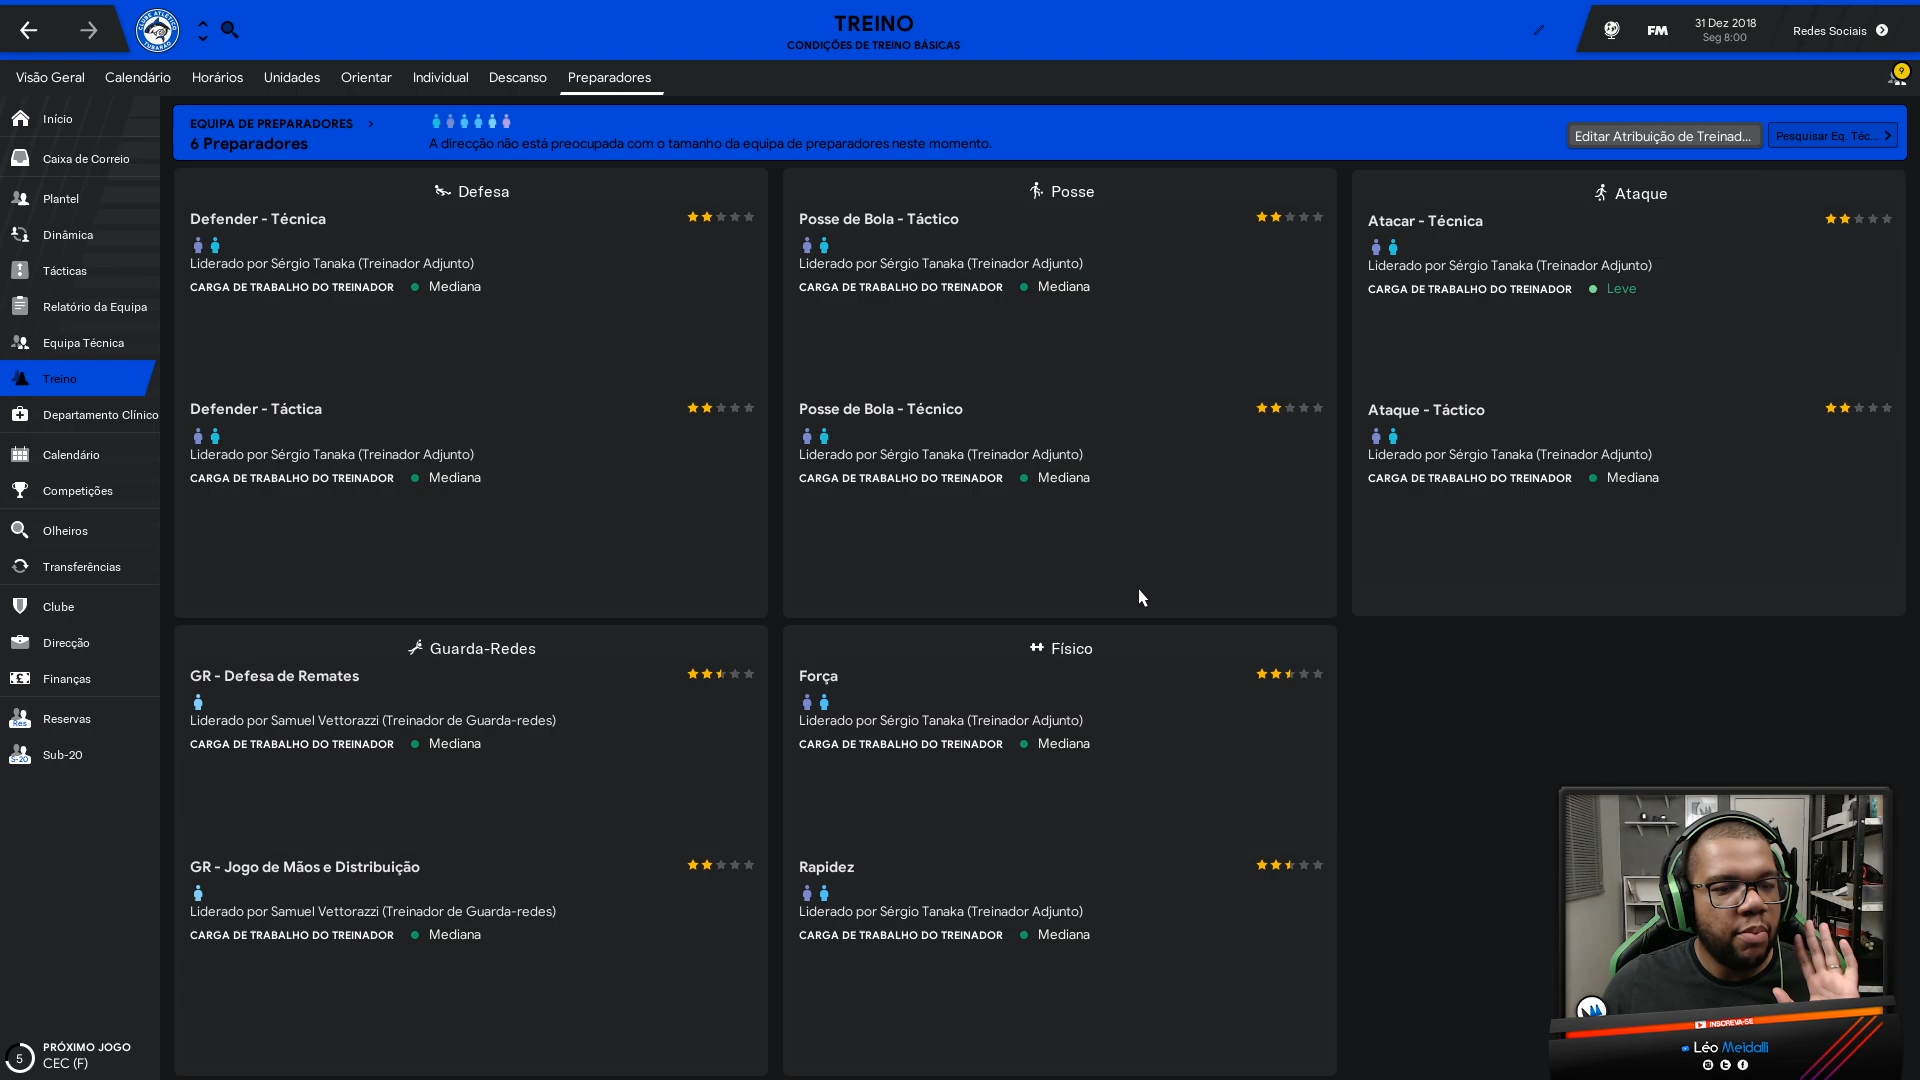 TREINO
CONDIÇÕES DE TREINO BÁSICAS
FM
31 Dez 2018
Seg 8:00
Redes Sociais
Visão Geral
Calendário
Horários
Unidades
Orientar
Individual
Descanso
Preparadores
9
Início
Caixa de Correio
Plantel
Dinâmica
Tácticas
Relatório da Equipa
Equipa Técnica
Treino
Departamento Clínico
Calendário
Competições
Olheiros
Transferências
Clube
Direcção
Finanças
Res
Reservas
S-20
Sub-20
5
PRÓXIMO JOGO
CEC (F)
EQUIPA DE PREPARADORES
6 Preparadores
A direcção não está preocupada com o tamanho da equipa de preparadores neste momento.
Editar Atribuição de Treinad...
Pesquisar Eq. Téc...
Defesa
Defender - Técnica
Liderado por Sérgio Tanaka (Treinador Adjunto)
CARGA DE TRABALHO DO TREINADOR
Mediana
Defender - Táctica
Liderado por Sérgio Tanaka (Treinador Adjunto)
CARGA DE TRABALHO DO TREINADOR
Mediana
Posse
Posse de Bola - Táctico
Liderado por Sérgio Tanaka (Treinador Adjunto)
CARGA DE TRABALHO DO TREINADOR
Mediana
Posse de Bola - Técnico
Liderado por Sérgio Tanaka (Treinador Adjunto)
CARGA DE TRABALHO DO TREINADOR
Mediana
Ataque
Atacar - Técnica
Liderado por Sérgio Tanaka (Treinador Adjunto)
CARGA DE TRABALHO DO TREINADOR
Leve
Ataque - Táctico
Liderado por Sérgio Tanaka (Treinador Adjunto)
CARGA DE TRABALHO DO TREINADOR
Mediana
Guarda-Redes
GR - Defesa de Remates
Liderado por Samuel Vettorazzi (Treinador de Guarda-redes)
CARGA DE TRABALHO DO TREINADOR
Mediana
GR - Jogo de Mãos e Distribuição
Liderado por Samuel Vettorazzi (Treinador de Guarda-redes)
CARGA DE TRABALHO DO TREINADOR
Mediana
Físico
Força
Liderado por Sérgio Tanaka (Treinador Adjunto)
CARGA DE TRABALHO DO TREINADOR
Mediana
Rapidez
Liderado por Sérgio Tanaka (Treinador Adjunto)
CARGA DE TRABALHO DO TREINADOR
Mediana
INSCREVA-SE
Léo Meidalli